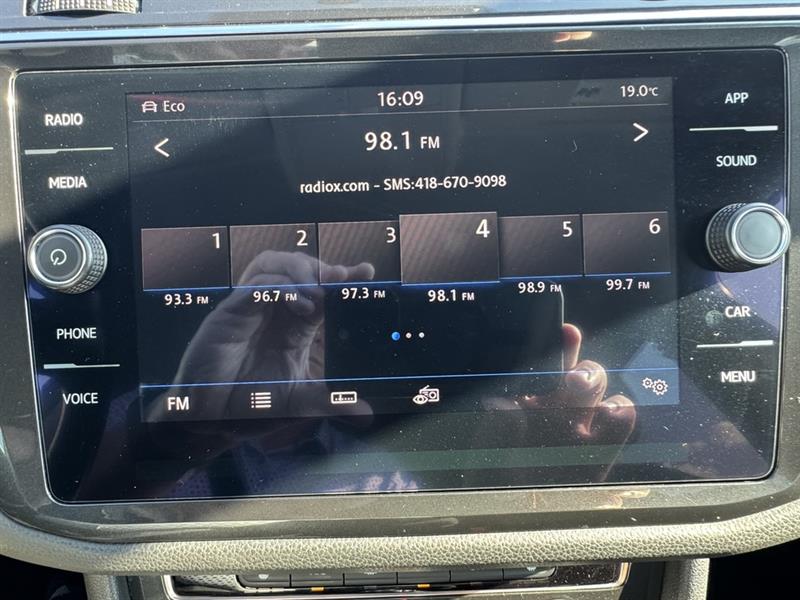 RADIO
MEDIA
PHONE
VOICE
Eco 16:09 19.0°C
98.1 FM
radiox.com - SMS:418-670-9098
1 2 3 4 5 6
93.3 FM 96.7 FM 97.3 FM 98.1 FM 98.9 FM 99.7 FM
FM
APP
SOUND
CAR
MENU